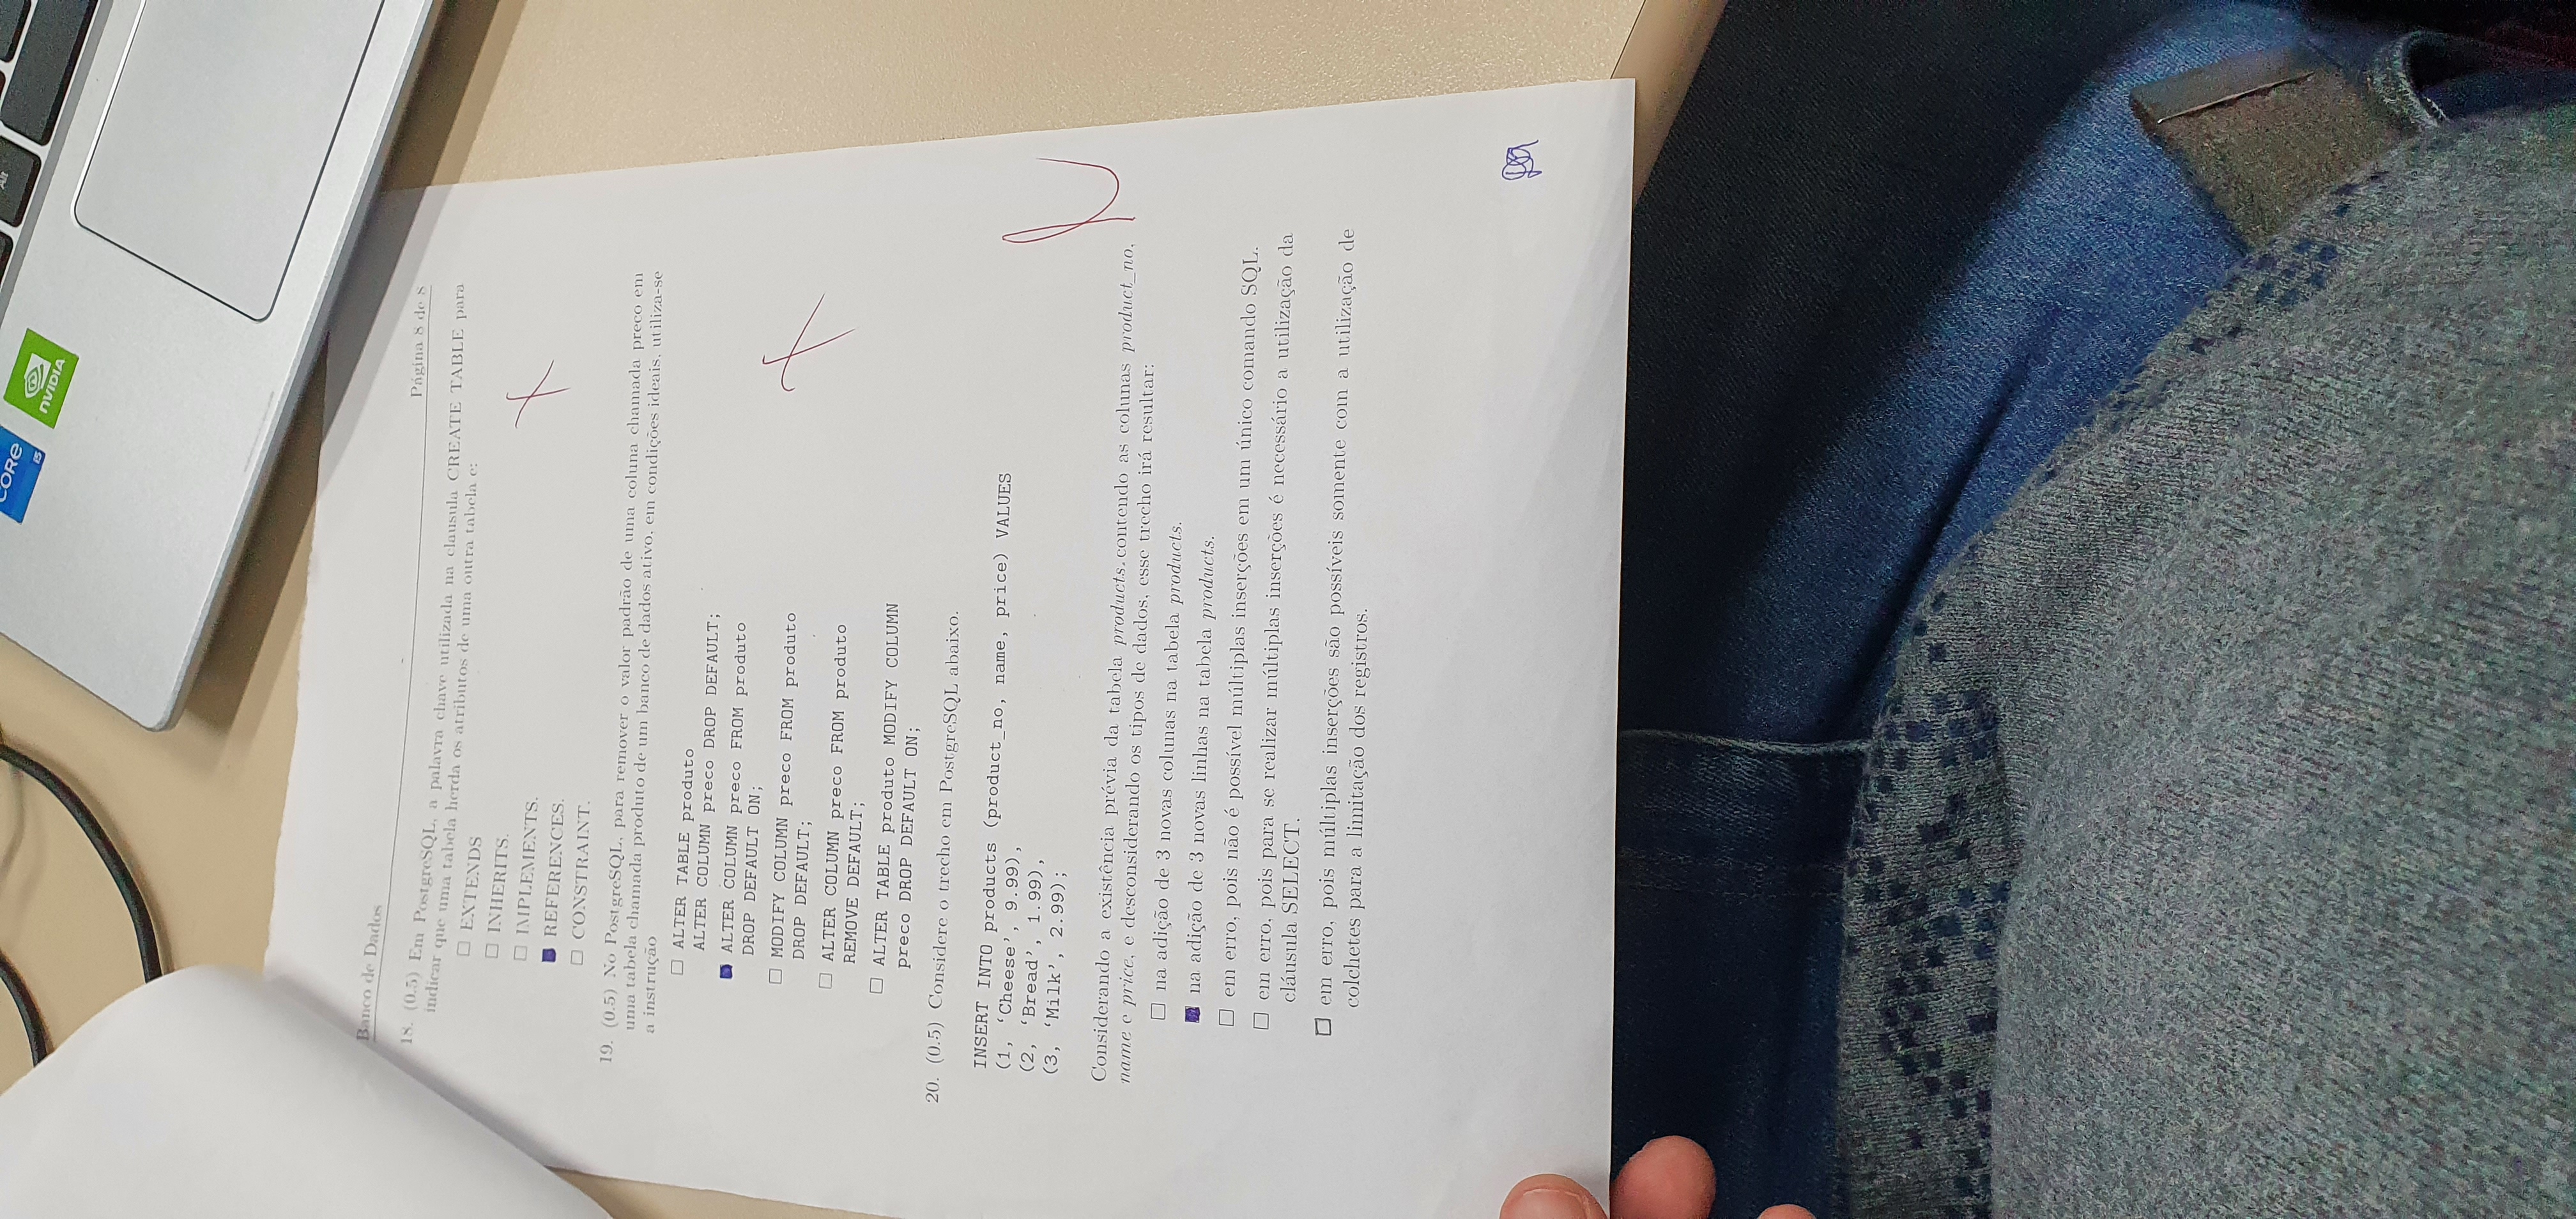 CORE
i5
NVIDIA
Alt
Banco de Dados
Página 8 de 8
18. (0.5) Em PostgreSQL, a palavra chave utilizada na clausula CREATE TABLE para
indicar que uma tabela herda os atributos de uma outra tabela e:
EXTENDS
INHERITS.
IMPLEMENTS.
REFERENCES.
CONSTRAINT.
19. (0.5) No PostgreSQL, para remover o valor padrão de uma coluna chamada preco em
uma tabela chamada produto de um banco de dados ativo, em condições ideais, utiliza-se
a instrução
ALTER TABLE produto
ALTER COLUMN preco DROP DEFAULT;
ALTER COLUMN preco FROM produto
DROP DEFAULT ON;
MODIFY COLUMN preco FROM produto
DROP DEFAULT;
ALTER COLUMN preco FROM produto
REMOVE DEFAULT;
ALTER TABLE produto MODIFY COLUMN
preco DROP DEFAULT ON;
20. (0.5) Considere o trecho em PostgreSQL abaixo.
INSERT INTO products (product_no, name, price) VALUES
(1, ‘Cheese’, 9.99),
(2, ‘Bread’, 1.99),
(3, ‘Milk’, 2.99);
Considerando a existência prévia da tabela products, contendo as colunas product_no,
name e price, e desconsiderando os tipos de dados, esse trecho irá resultar:
na adição de 3 novas colunas na tabela products.
na adição de 3 novas linhas na tabela products.
em erro, pois não é possível múltiplas inserções em um único comando SQL.
em erro, pois para se realizar múltiplas inserções é necessário a utilização da
cláusula SELECT.
em erro, pois múltiplas inserções são possíveis somente com a utilização de
colchetes para a limitação dos registros.